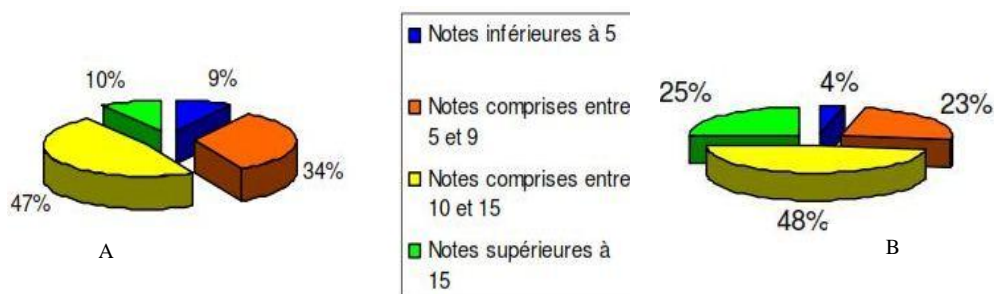 10%
9%
34%
47%
A
Notes inférieures à 5
Notes comprises entre
5 et 9
Notes comprises entre
10 et 15
Notes supérieures à
15
25%
4%
23%
48%
B